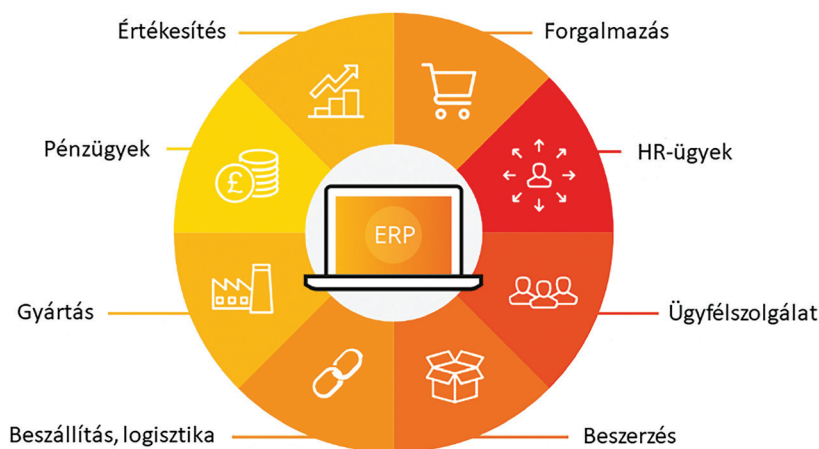 Értékesítés
Forgalmazás
Pénzügyek
HR-ügyek
£
ERP
Gyártás
Ügyfélszolgálat
Beszállítás, logisztika
Beszerzés